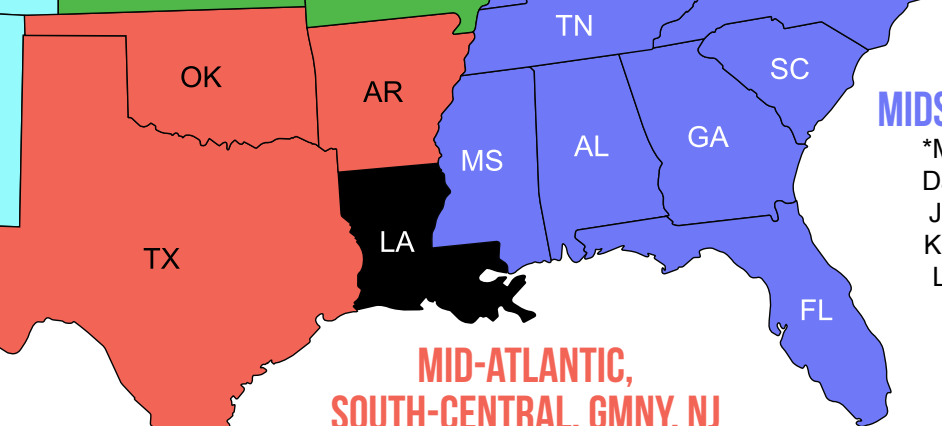 TN
SC
OK
AR
MS
AL
GA
LA
TX
FL
MID-ATLANTIC,
SOUTH-CENTRAL, GMNY, NJ
MIDS
*M
D
J
K
L